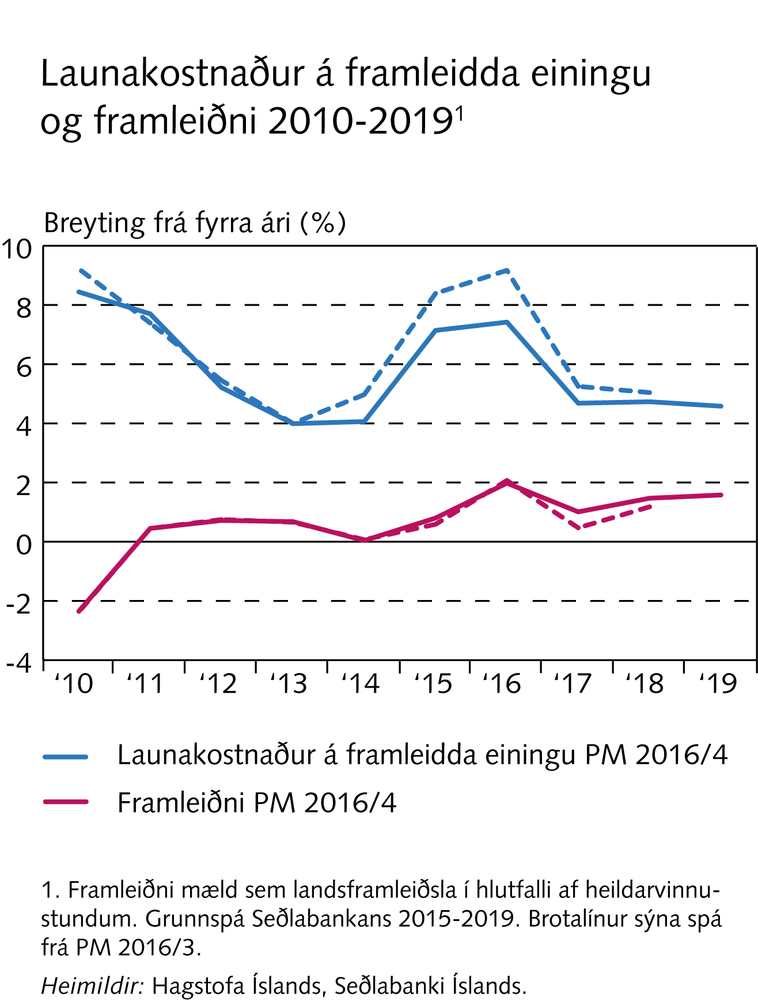 Launakostnaður á framleidda einingu
og framleiðni 2010-2019¹
Breyting frá fyrra ári (%)
10
8
6
4
2
0
-2
-4
‘10 ‘11 ‘12 ‘13 ‘14 ‘15 ‘16 ‘17 ‘18 ‘19
Launakostnaður á framleidda einingu PM 2016/4
Framleiðni PM 2016/4
1. Framleiðni mæld sem landsframleiðsla í hlutfalli af heildarvinnu-
stundum. Grunnspá Seðlabankans 2015-2019. Brotalínur sýna spá
frá PM 2016/3.
Heimildir: Hagstofa Íslands, Seðlabanki Íslands.